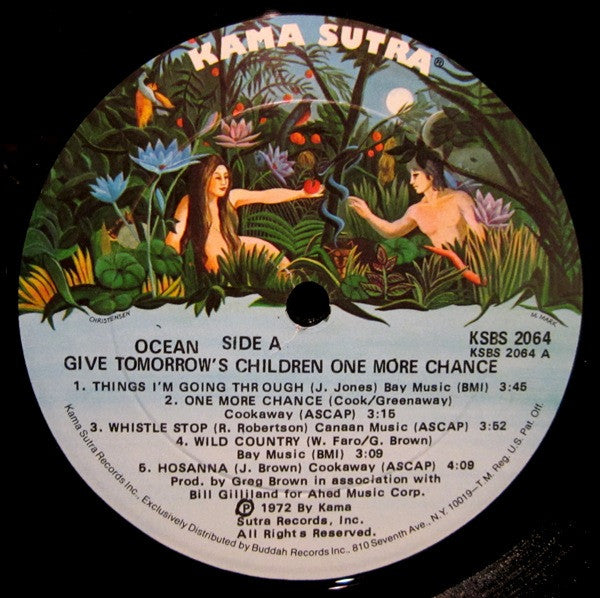 KAMA SUTRA®
CHRISTENSEN
M. MARK
OCEAN SIDE A KSBS 2064
KSBS 2064 A
GIVE TOMORROW'S CHILDREN ONE MORE CHANCE
1. THINGS I'M GOING THROUGH (J. Jones) Bay Music (BMI) 3:45
2. ONE MORE CHANCE (Cook/Greenaway)
Cookaway (ASCAP) 3:15
3. WHISTLE STOP (R. Robertson) Canaan Music (ASCAP) 3:52
4. WILD COUNTRY (W. Faro/G. Brown)
Bay Music (BMI) 3:09
5. HOSANNA (J. Brown) Cookaway (ASCAP) 4:09
Prod. by Greg Brown in association with
Bill Gilliland for Ahed Music Corp.
Ⓟ 1972 By Kama
Sutra Records, Inc.
All Rights Reserved.
Kama Sutra Records Inc., Exclusively Distributed by Buddah Records Inc., 810 Seventh Ave., N.Y. 10019—T.M. Reg. U.S. Pat. Off.